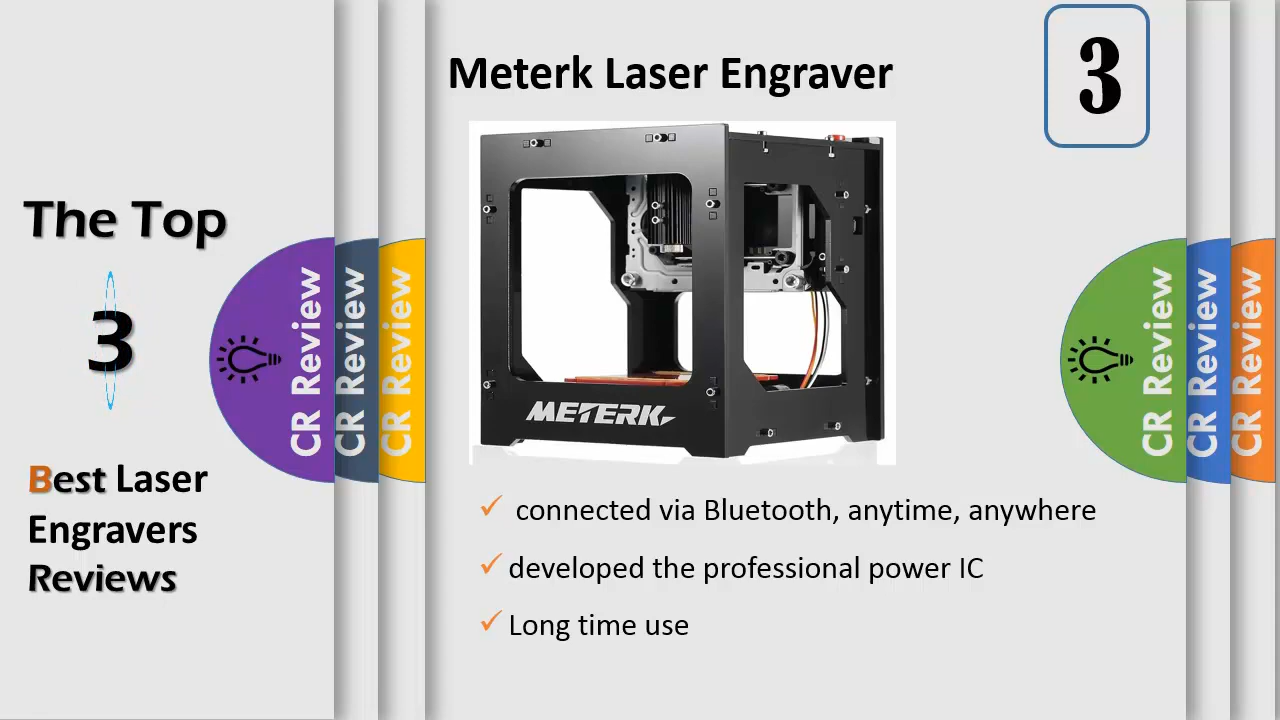 The Top
3
Best Laser
Engravers
Reviews
CR Review
CR Review
CR Review
Meterk Laser Engraver
3
METERK
connected via Bluetooth, anytime, anywhere
developed the professional power IC
Long time use
CR Review
CR Review
CR Review